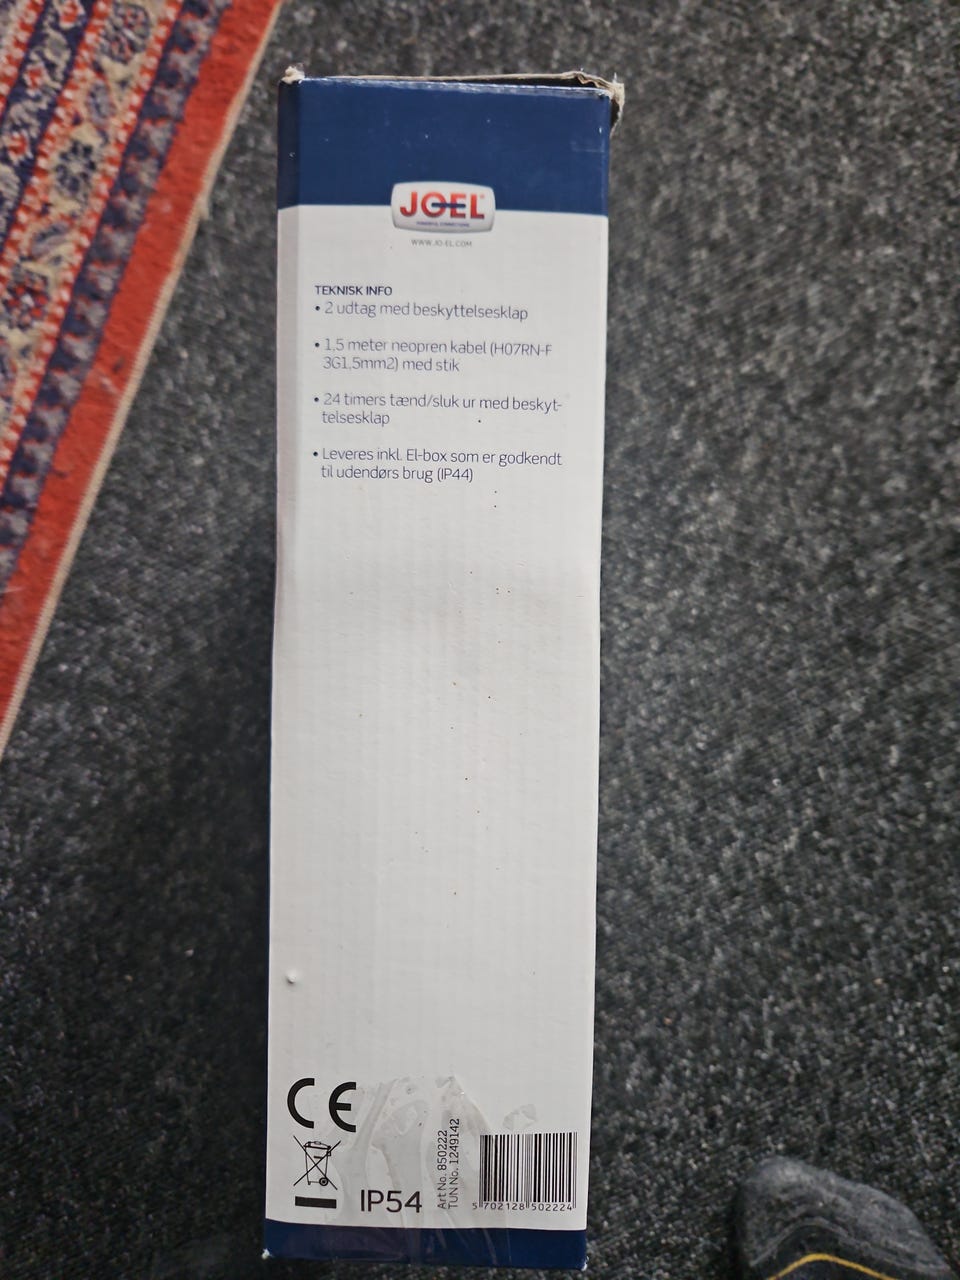 JOEL®
POWERFUL CONNECTIONS
WWW.JO-EL.COM
TEKNISK INFO
• 2 udtag med beskyttelsesklap
• 1,5 meter neopren kabel (H07RN-F
3G1,5mm2) med stik
• 24 timers tænd/sluk ur med beskyt-
telsesklap
• Leveres inkl. El-box som er godkendt
til udendørs brug (IP44)
CE
IP54
Art No. 850222
TUN No. 1249142
5 702128 502224